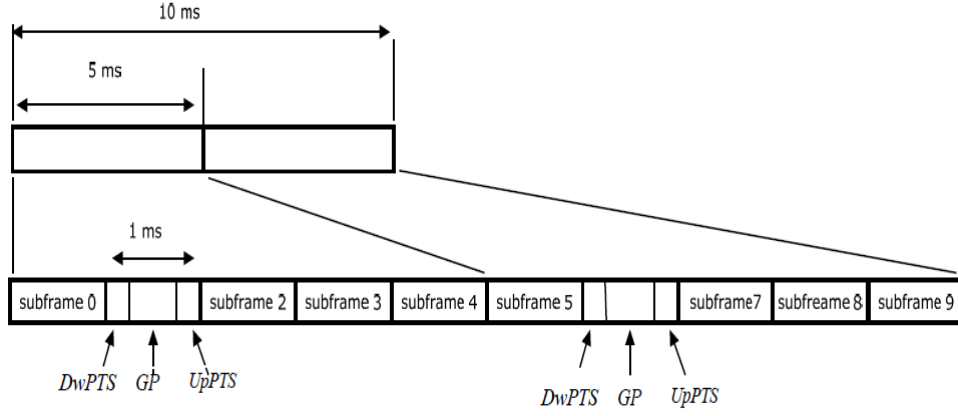 10 ms
5 ms
1 ms
subframe 0 subframe 2 subframe 3 subframe 4 subframe 5 subframe7 subfreame 8 subframe 9
DwPTS GP UpPTS DwPTS GP UpPTS